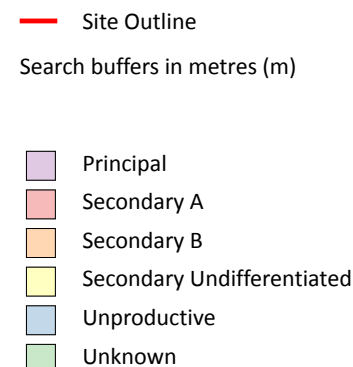 Site Outline
Search buffers in metres (m)
Principal
Secondary A
Secondary B
Secondary Undifferentiated
Unproductive
Unknown